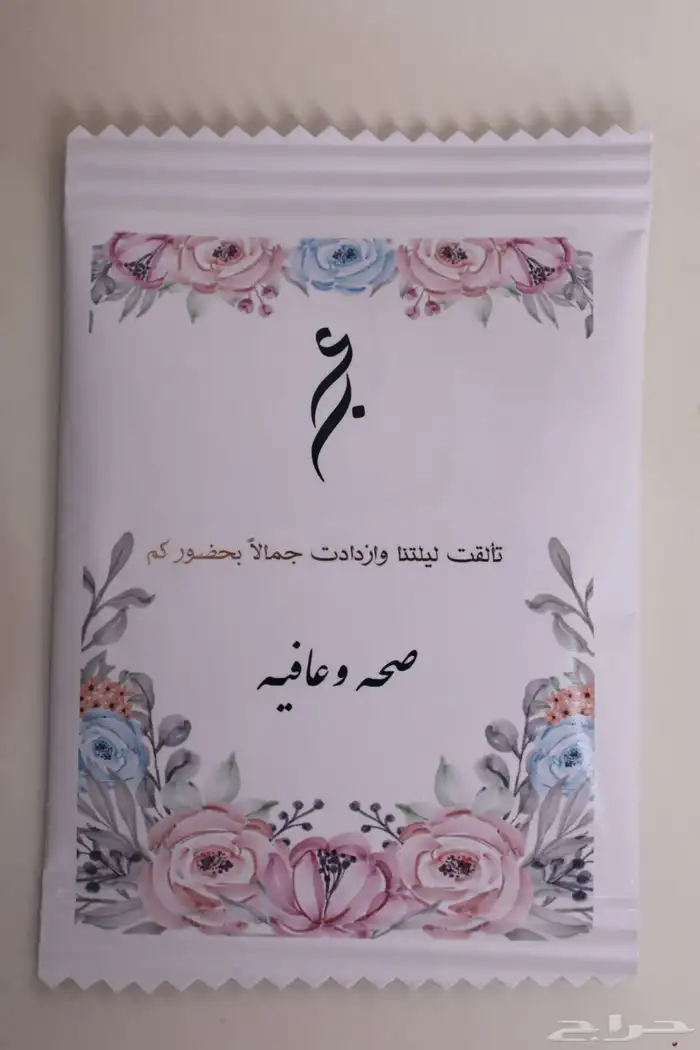 تألقت ليلتنا وازدادت جمالاً بحضوركم
صحه وعافيه
حراج